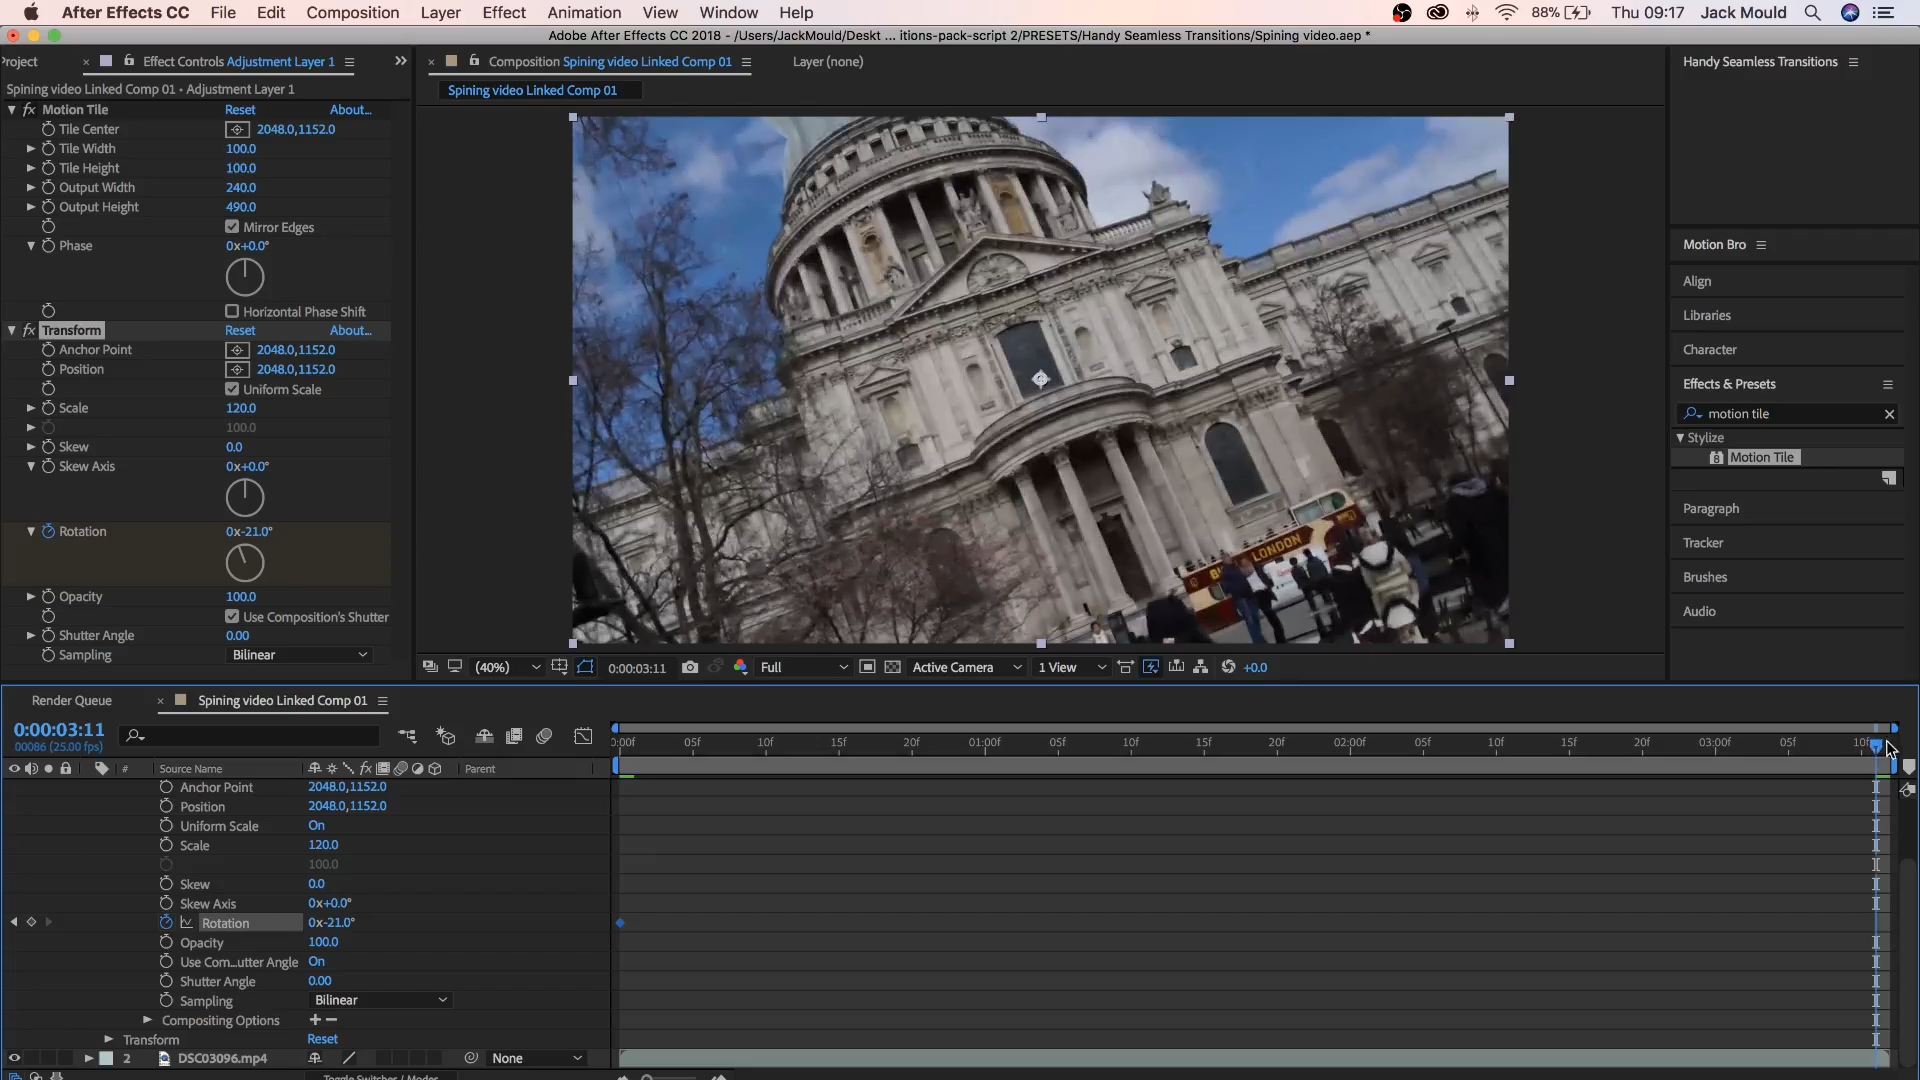 After Effects CC File Edit Composition Layer Effect Animation View Window Help 88% Thu 09:17 Jack Mould
Adobe After Effects CC 2018 - /Users/JackMould/Deskt ... itions-pack-script 2/PRESETS/Handy Seamless Transitions/Spining video.aep *
Project Effect Controls Adjustment Layer 1
Spining video Linked Comp 01 • Adjustment Layer 1
fx Motion Tile Reset About...
Tile Center 2048.0,1152.0
Tile Width 100.0
Tile Height 100.0
Output Width 240.0
Output Height 490.0
Mirror Edges
Phase 0x+0.0°
Horizontal Phase Shift
fx Transform Reset About...
Anchor Point 2048.0,1152.0
Position 2048.0,1152.0
Uniform Scale
Scale 120.0
100.0
Skew 0.0
Skew Axis 0x+0.0°
Rotation 0x-21.0°
Opacity 100.0
Use Composition's Shutter
Shutter Angle 0.00
Sampling Bilinear
Composition Spining video Linked Comp 01 Layer (none)
Spining video Linked Comp 01
LONDON
(40%) 0:00:03:11 Full Active Camera 1 View +0.0
Handy Seamless Transitions
Motion Bro
Align
Libraries
Character
Effects & Presets
motion tile
Stylize
8 Motion Tile
Paragraph
Tracker
Brushes
Audio
Render Queue Spining video Linked Comp 01
0:00:03:11
00086 (25.00 fps)
0:00f 05f 10f 15f 20f 01:00f 05f 10f 15f 20f 02:00f 05f 10f 15f 20f 03:00f 05f 10f
# Source Name fx Parent
Anchor Point 2048.0,1152.0
Position 2048.0,1152.0
Uniform Scale On
Scale 120.0
100.0
Skew 0.0
Skew Axis 0x+0.0°
Rotation 0x-21.0°
Opacity 100.0
Use Com...utter Angle On
Shutter Angle 0.00
Sampling Bilinear
Compositing Options + −
Transform Reset
2 DSC03096.mp4 None
Toggle Switches / Modes